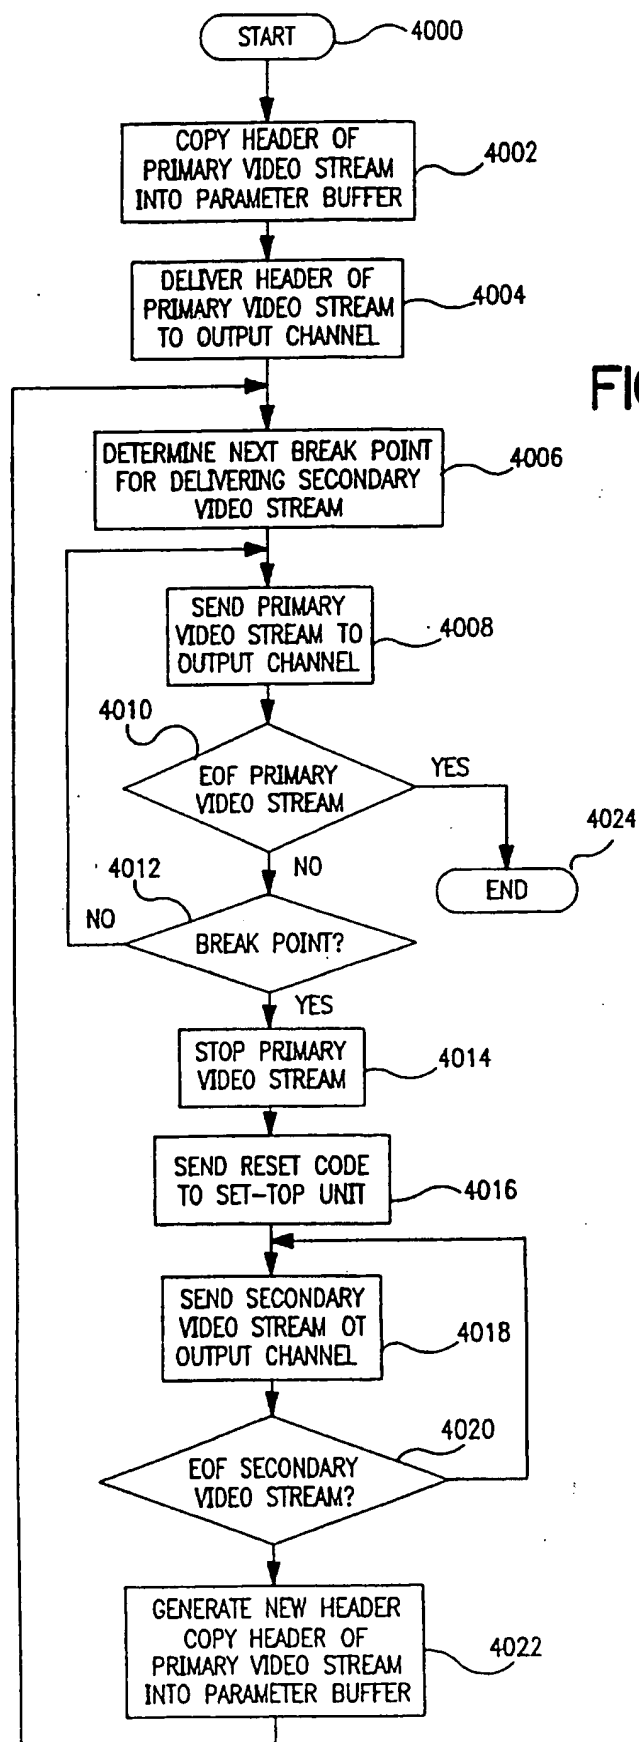 START
4000
COPY HEADER OF
PRIMARY VIDEO STREAM
INTO PARAMETER BUFFER
4002
DELIVER HEADER OF
PRIMARY VIDEO STREAM
TO OUTPUT CHANNEL
4004
FIG
DETERMINE NEXT BREAK POINT
FOR DELIVERING SECONDARY
VIDEO STREAM
4006
SEND PRIMARY
VIDEO STREAM TO
OUTPUT CHANNEL
4008
4010
EOF PRIMARY
VIDEO STREAM
YES
NO
4024
END
4012
NO
BREAK POINT?
YES
STOP PRIMARY
VIDEO STREAM
4014
SEND RESET CODE
TO SET-TOP UNIT
4016
SEND SECONDARY
VIDEO STREAM OT
OUTPUT CHANNEL
4018
4020
EOF SECONDARY
VIDEO STREAM?
GENERATE NEW HEADER
COPY HEADER OF
PRIMARY VIDEO STREAM
INTO PARAMETER BUFFER
4022